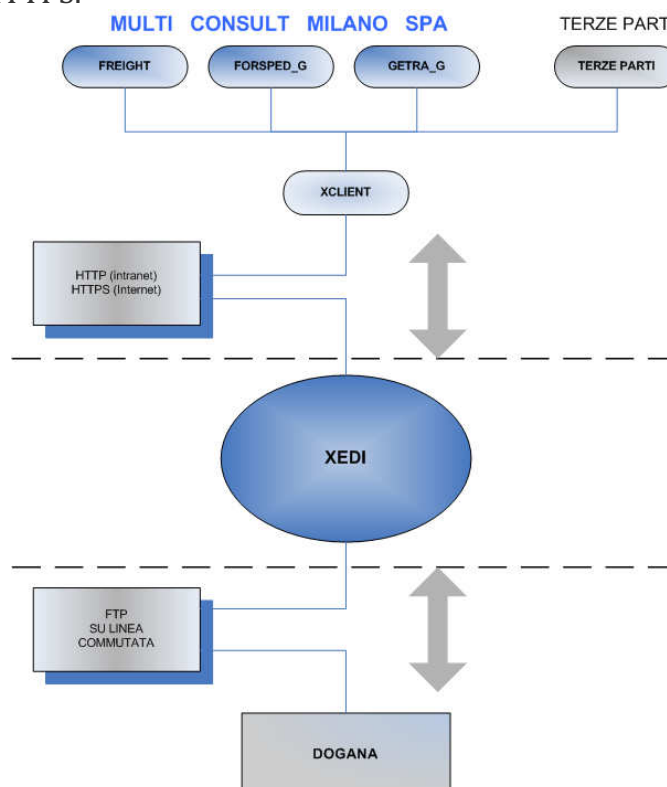 MULTI CONSULT MILANO SPA
TERZE PART
FREIGHT
FORSPED_G
GETRA_G
TERZE PARTI
XCLIENT
HTTP (intranet)
HTTPS (Internet)
XEDI
FTP
SU LINEA
COMMUTATA
DOGANA